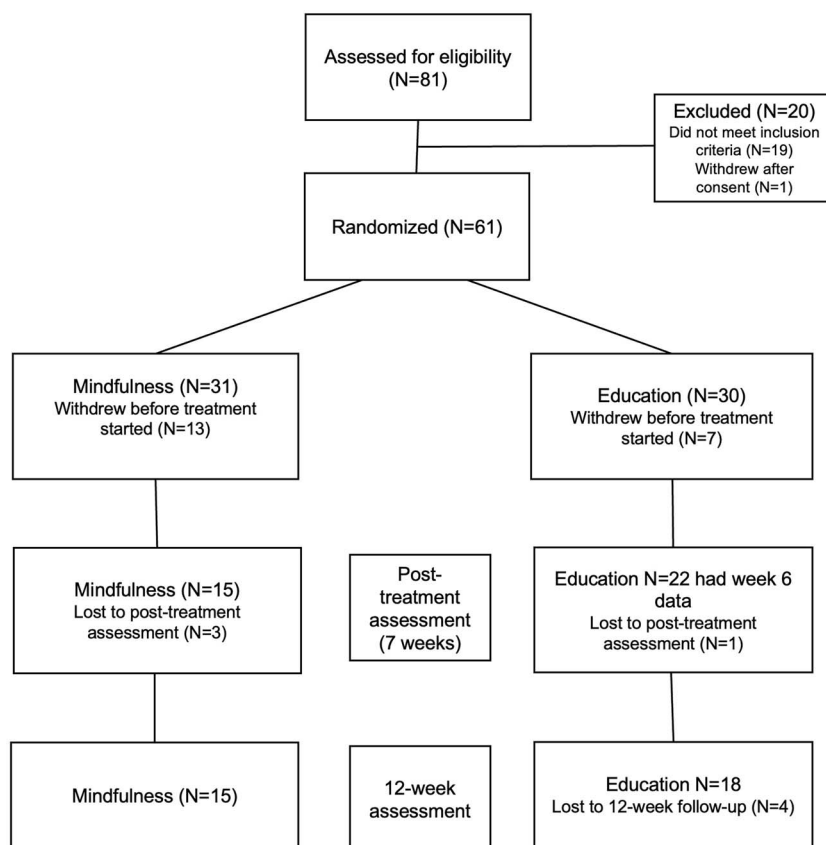 Assessed for eligibility
(N=81)
Excluded (N=20)
Did not meet inclusion
criteria (N=19)
Withdrew after
consent (N=1)
Randomized (N=61)
Mindfulness (N=31)
Withdrew before treatment
started (N=13)
Education (N=30)
Withdrew before treatment
started (N=7)
Mindfulness (N=15)
Lost to post-treatment
assessment (N=3)
Post-
treatment
assessment
(7 weeks)
Education N=22 had week 6
data
Lost to post-treatment
assessment (N=1)
Mindfulness (N=15)
12-week
assessment
Education N=18
Lost to 12-week follow-up (N=4)